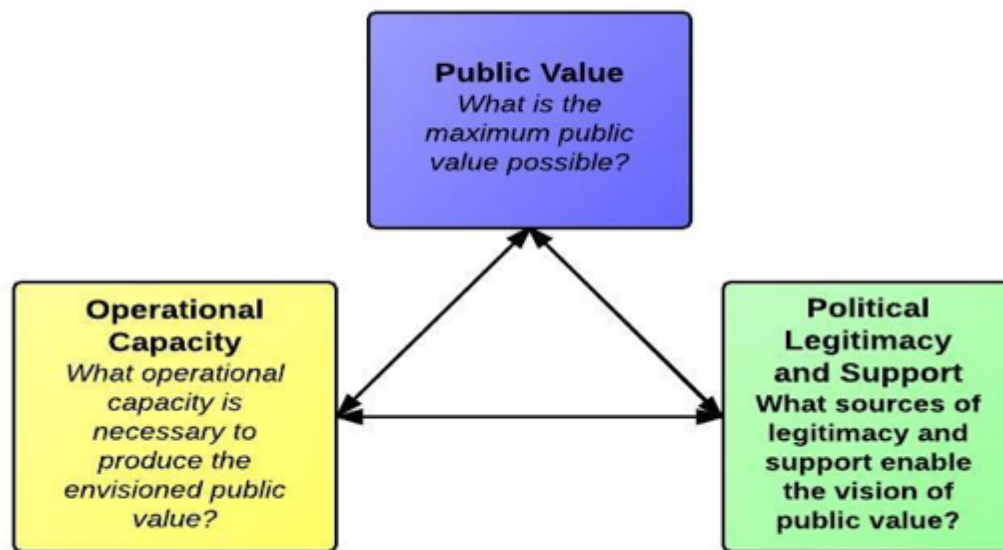 Public Value
What is the
maximum public
value possible?
Operational
Capacity
What operational
capacity is
necessary to
produce the
envisioned public
value?
Political
Legitimacy
and Support
What sources of
legitimacy and
support enable
the vision of
public value?